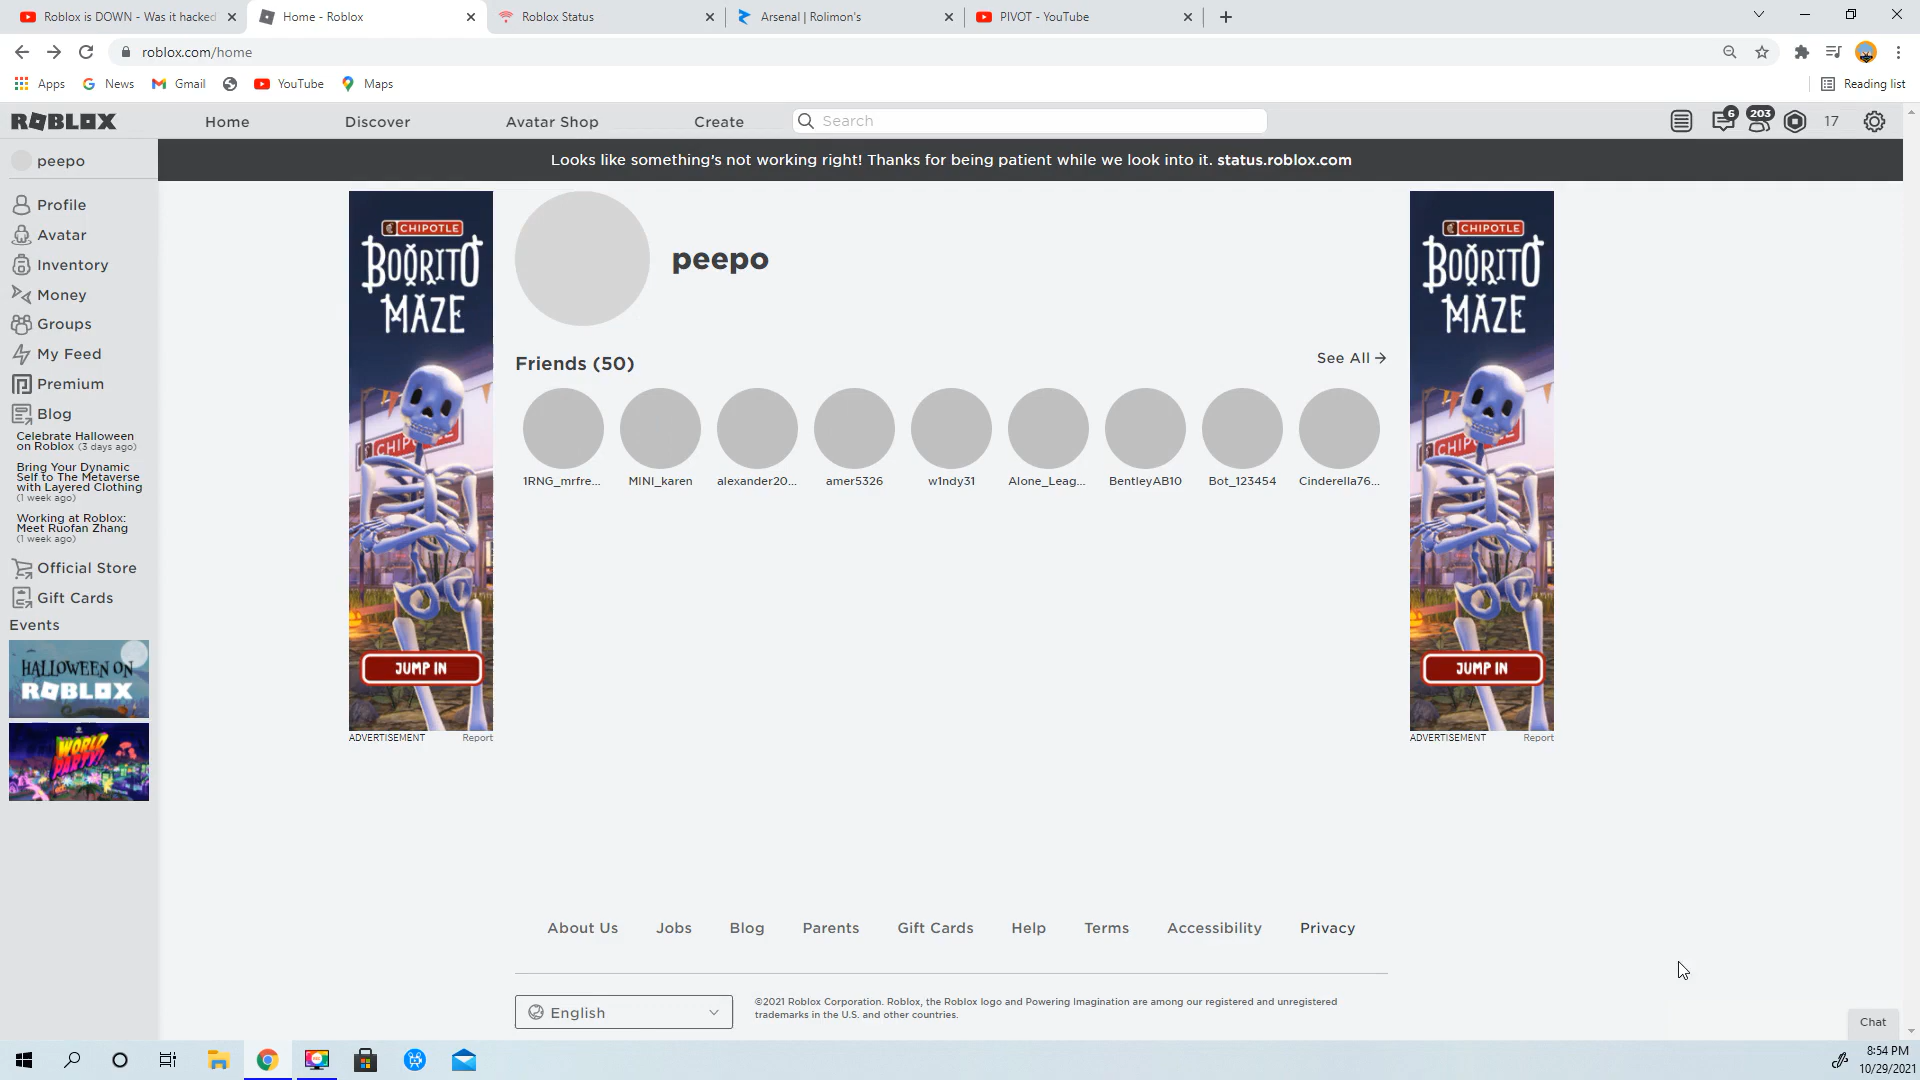 Roblox is DOWN - Was it hacked
Home - Roblox
Roblox Status
Arsenal | Rolimon's
PIVOT - YouTube
roblox.com/home
Apps
News
Gmail
YouTube
Maps
Reading list
ROBLOX
Home
Discover
Avatar Shop
Create
Search
6
203
17
peepo
Looks like something's not working right! Thanks for being patient while we look into it. status.roblox.com
Profile
Avatar
Inventory
Money
Groups
My Feed
Premium
Blog
Celebrate Halloween
on Roblox (3 days ago)
Bring Your Dynamic
Self to The Metaverse
with Layered Clothing
(1 week ago)
Working at Roblox:
Meet Ruofan Zhang
(1 week ago)
Official Store
Gift Cards
Events
HALLOWEEN ON
ROBLOX
WORLD
PARTY!
CHIPOTLE
BOORITO
MAZE
CHIP
JUMP IN
ADVERTISEMENT
Report
peepo
Friends (50)
See All
1RNG_mrfre...
MINI_karen
alexander20...
amer5326
w1ndy31
Alone_Leag...
BentleyAB10
Bot_123454
Cinderella76...
CHIPOTLE
BOORITO
MAZE
CHIP
JUMP IN
ADVERTISEMENT
Report
About Us
Jobs
Blog
Parents
Gift Cards
Help
Terms
Accessibility
Privacy
English
©2021 Roblox Corporation. Roblox, the Roblox logo and Powering Imagination are among our registered and unregistered
trademarks in the U.S. and other countries.
Chat
8:54 PM
10/29/2021